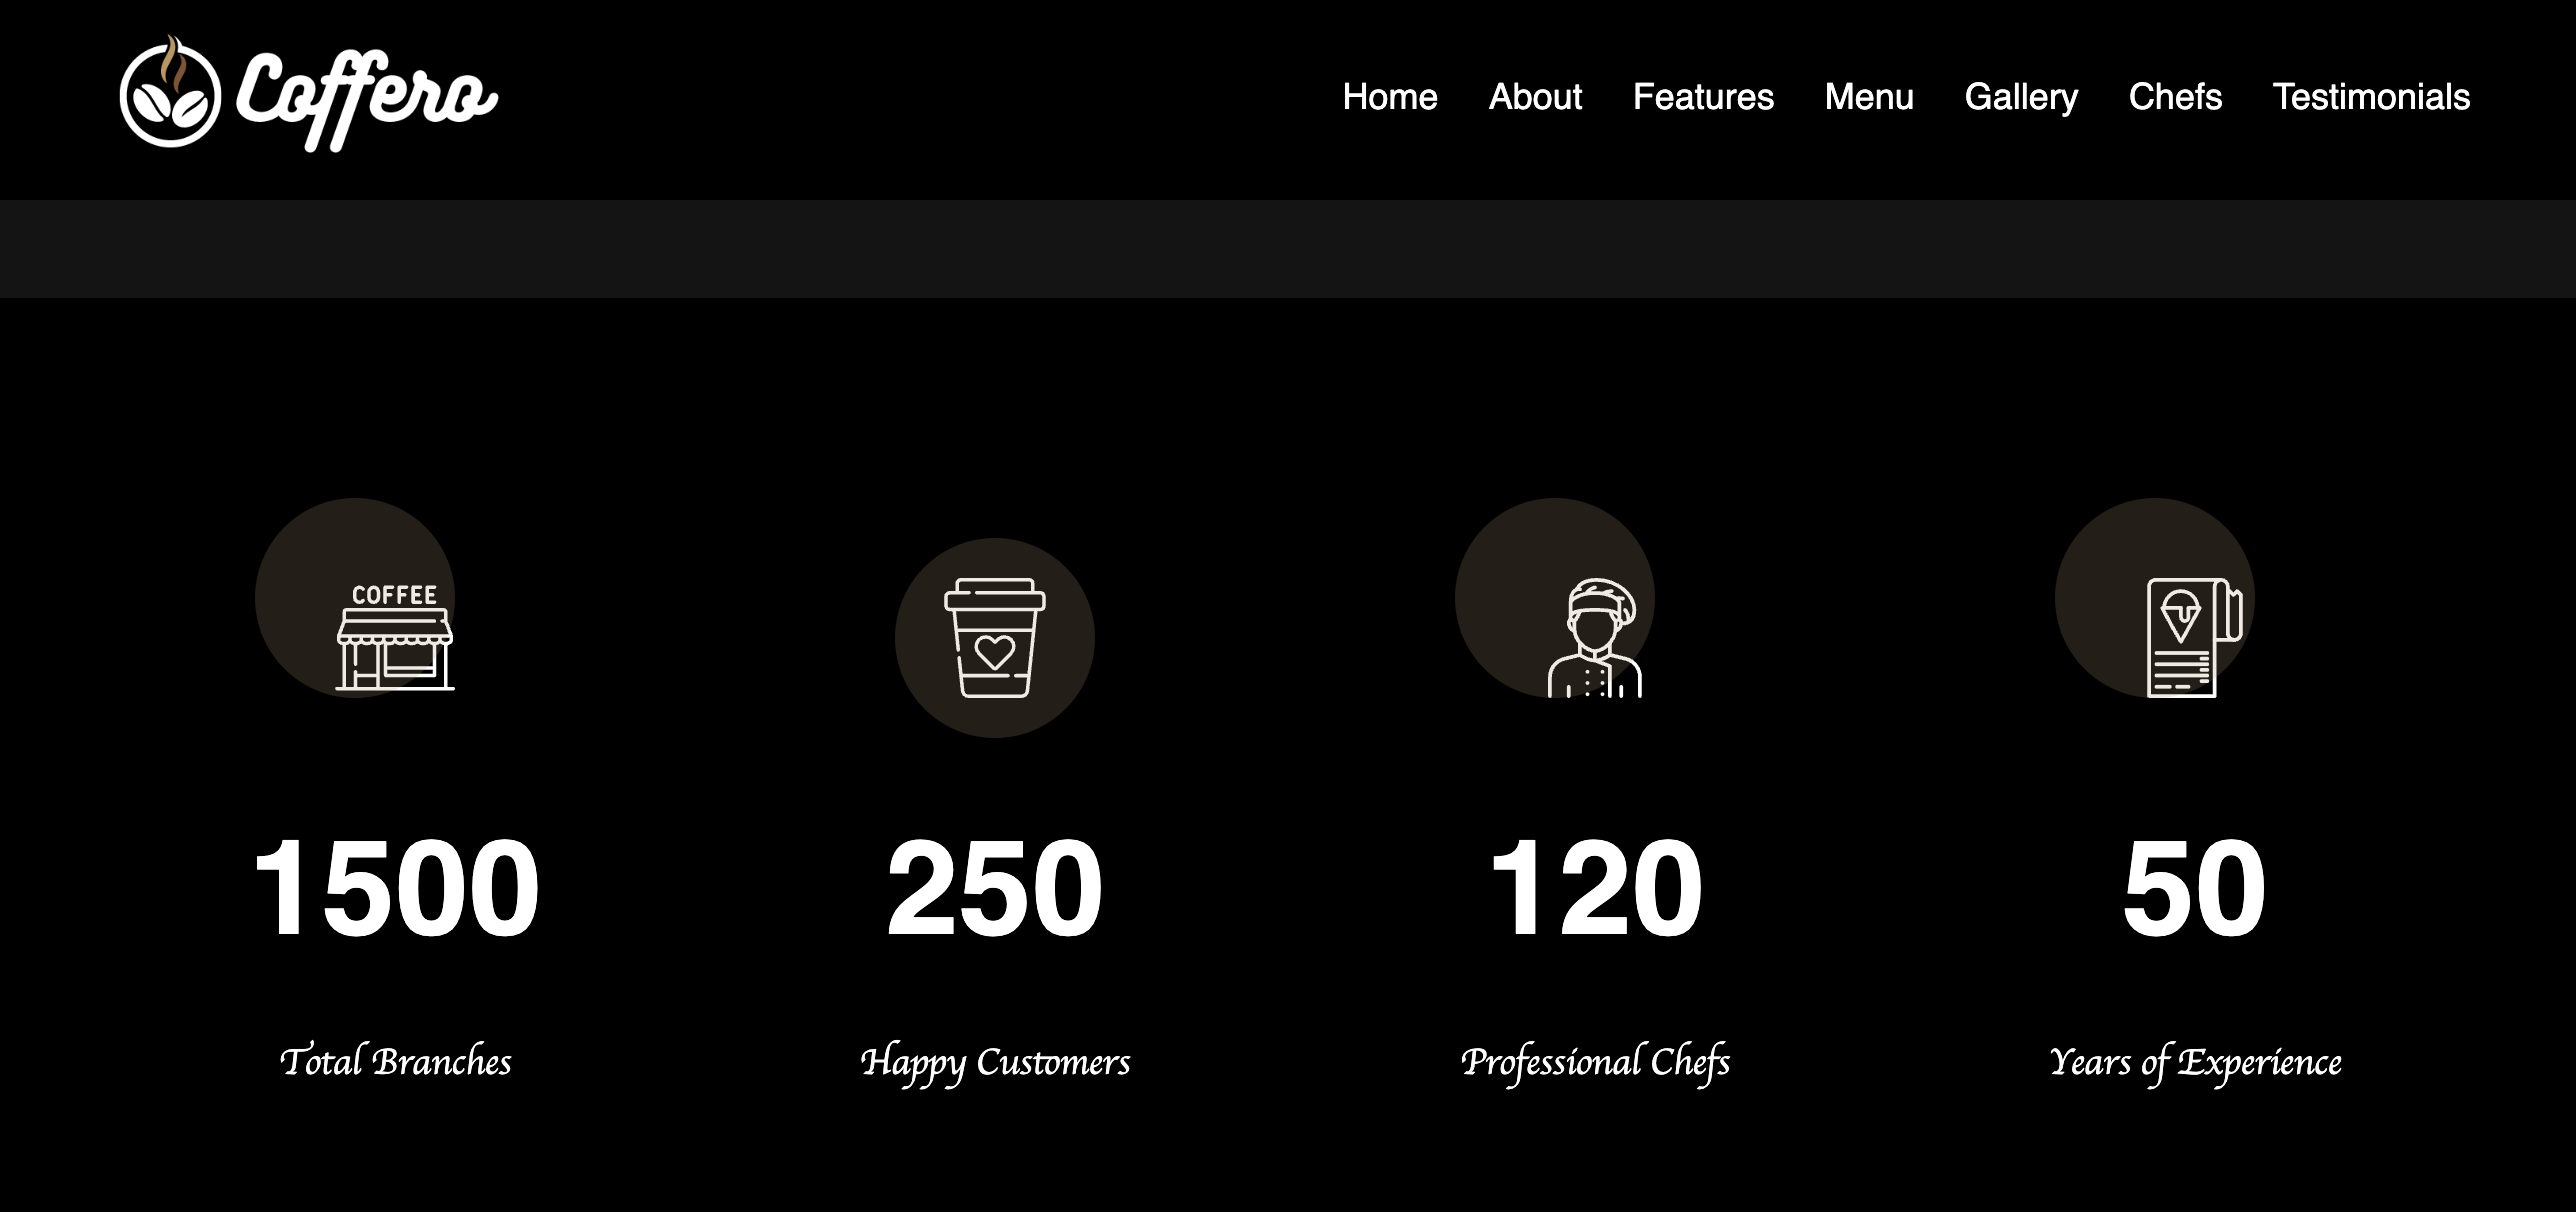 Coffero
Home About Features Menu Gallery Chefs Testimonials
COFFEE
1500 250 120 50
Total Branches Happy Customers Professional Chefs Years of Experience